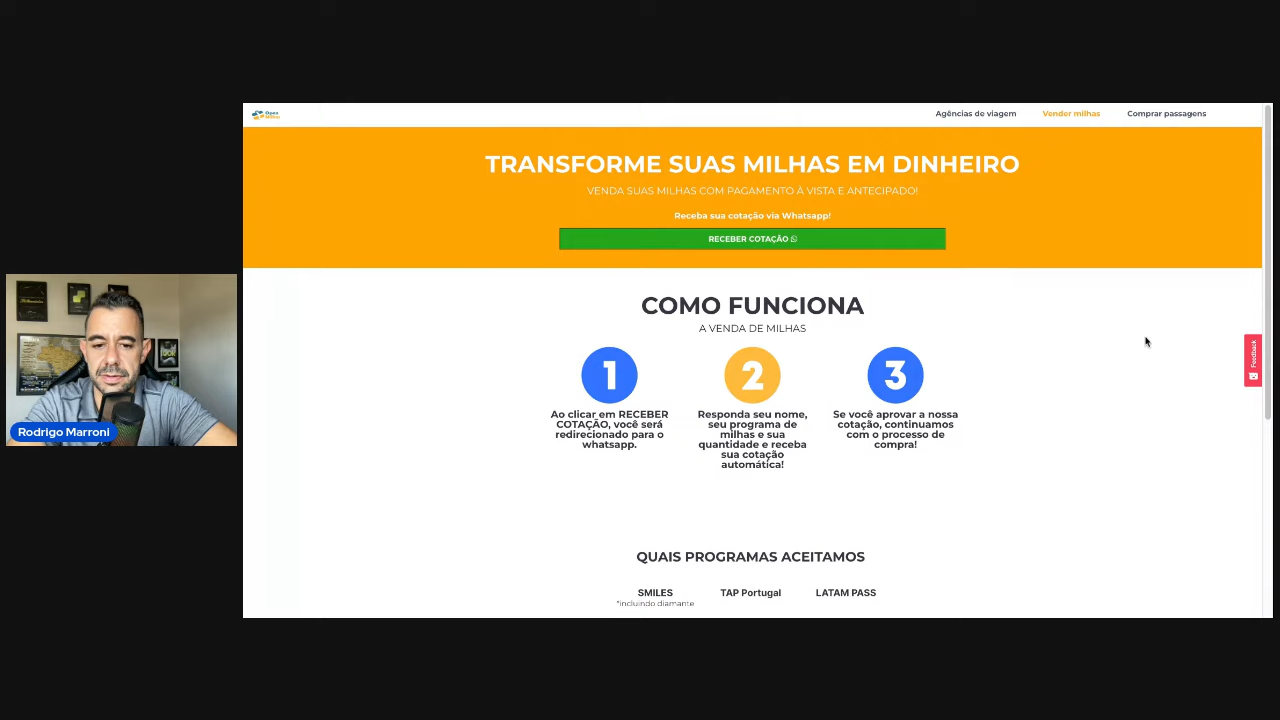 Open
Milhas
Agências de viagem
Vender milhas
Comprar passagens
TRANSFORME SUAS MILHAS EM DINHEIRO
VENDA SUAS MILHAS COM PAGAMENTO À VISTA E ANTECIPADO!
Receba sua cotação via Whatsapp!
RECEBER COTAÇÃO
COMO FUNCIONA
A VENDA DE MILHAS
1
Ao clicar em RECEBER
COTAÇÃO, você será
redirecionado para o
whatsapp.
2
Responda seu nome,
seu programa de
milhas e sua
quantidade e receba
sua cotação
automática!
3
Se você aprovar a nossa
cotação, continuamos
com o processo de
compra!
Feedback
Rodrigo Marroni
QUAIS PROGRAMAS ACEITAMOS
SMILES
*incluindo diamante
TAP Portugal
LATAM PASS